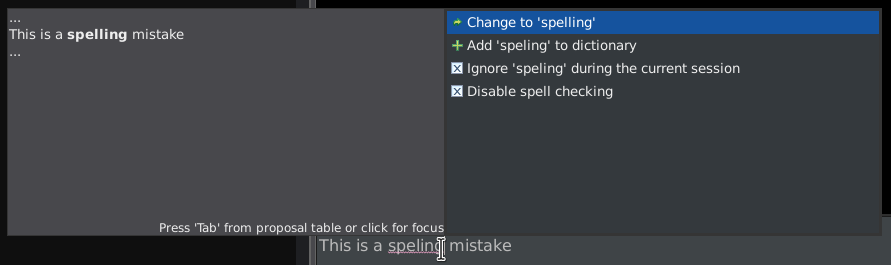 ...
This is a spelling mistake
...
Press 'Tab' from proposal table or click for focus
Change to 'spelling'
Add 'speling' to dictionary
Ignore 'speling' during the current session
Disable spell checking
This is a speling mistake